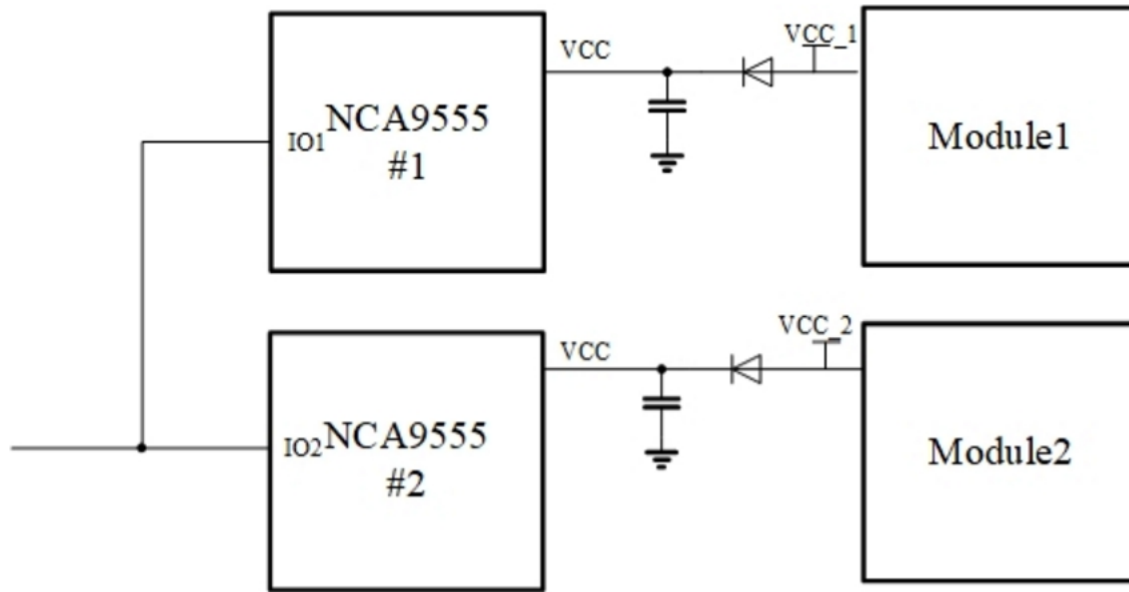 VCC
VCC_1
IO1
NCA9555
#1
Module1
VCC
VCC_2
IO2
NCA9555
#2
Module2